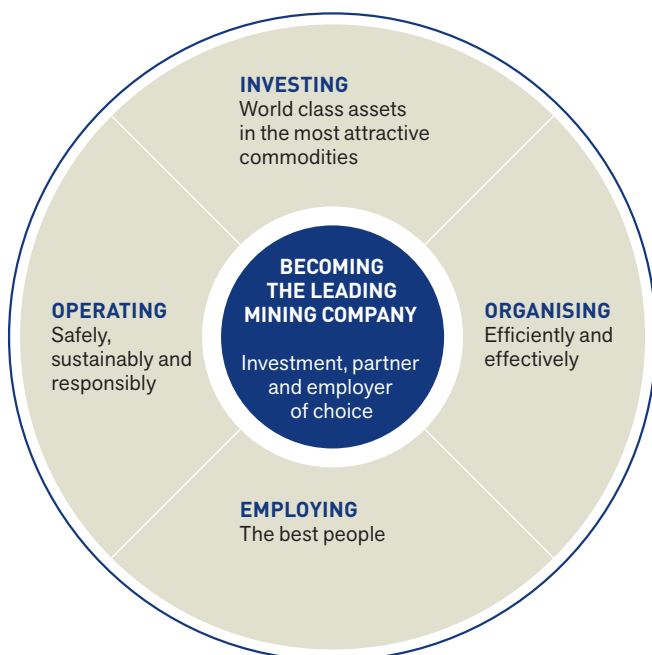 INVESTING
World class assets
in the most attractive
commodities
BECOMING
THE LEADING
MINING COMPANY
Investment, partner
and employer
of choice
OPERATING
Safely,
sustainably and
responsibly
ORGANISING
Efficiently and
effectively
EMPLOYING
The best people